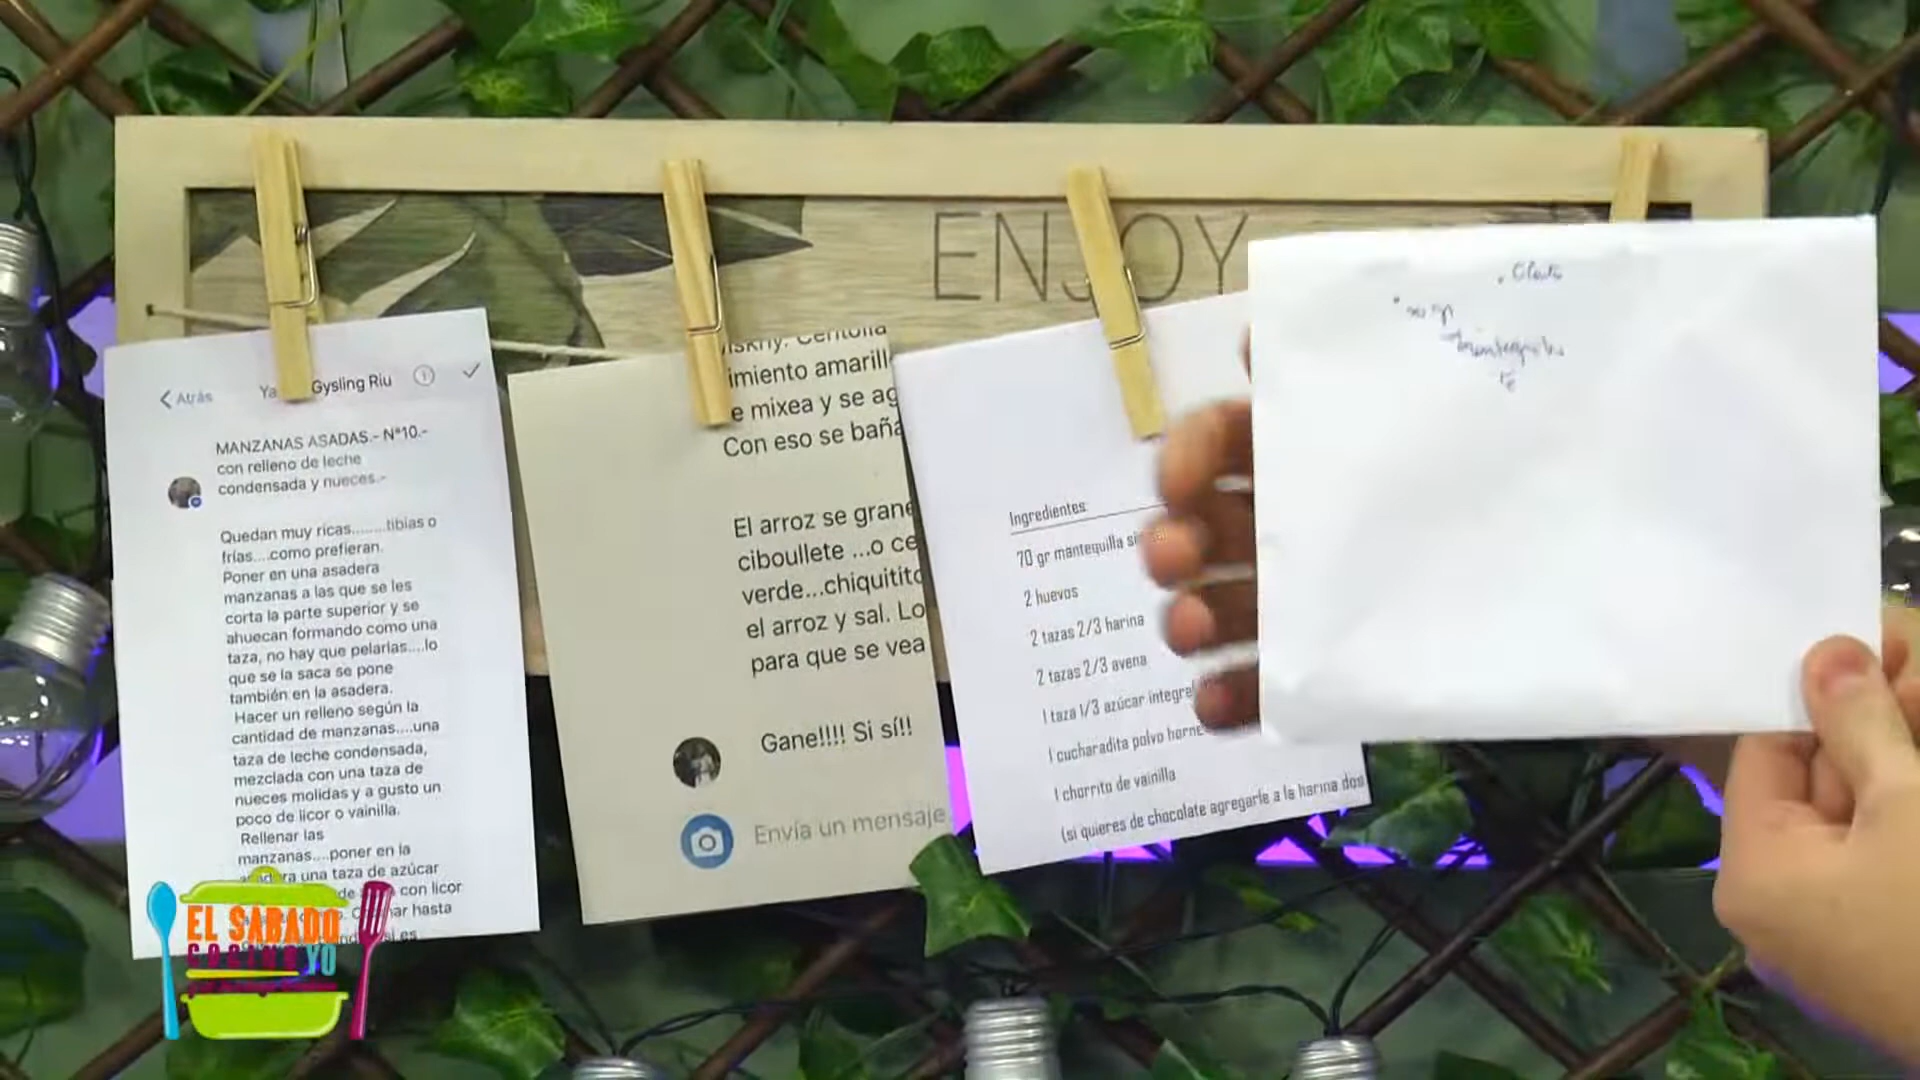 ENJOY
Atrás
Gysling Riu
MANZANAS ASADAS.- Nº10.-
con relleno de leche
condensada y nueces.-
Quedan muy ricas........tibias o
frías....como prefieran.
Poner en una asadera
manzanas a las que se les
corta la parte superior y se
ahuecan formando como una
taza, no hay que pelarlas....lo
que se la saca se pone
también en la asadera.
Hacer un relleno según la
cantidad de manzanas....una
taza de leche condensada,
mezclada con una taza de
nueces molidas y a gusto un
poco de licor o vainilla.
Rellenar las
manzanas....poner en la
una taza de azúcar
con licor
hasta
imiento amarill
e mixea y se ag
Con eso se baña
El arroz se grane
ciboullete ...o ce
verde...chiquitito
el arroz y sal. Lo
para que se vea
Gane!!!! Si sí!!
Envía un mensaje
Ingredientes
70 gr mantequilla
2 huevos
2 tazas 2/3 harina
2 tazas 2/3 avena
1 taza 1/3 azúcar integral
1 cucharadita polvo horne
1 chorrito de vainilla
(si quieres de chocolate agregarle a la harina dos
EL SABADO
COCINO YO